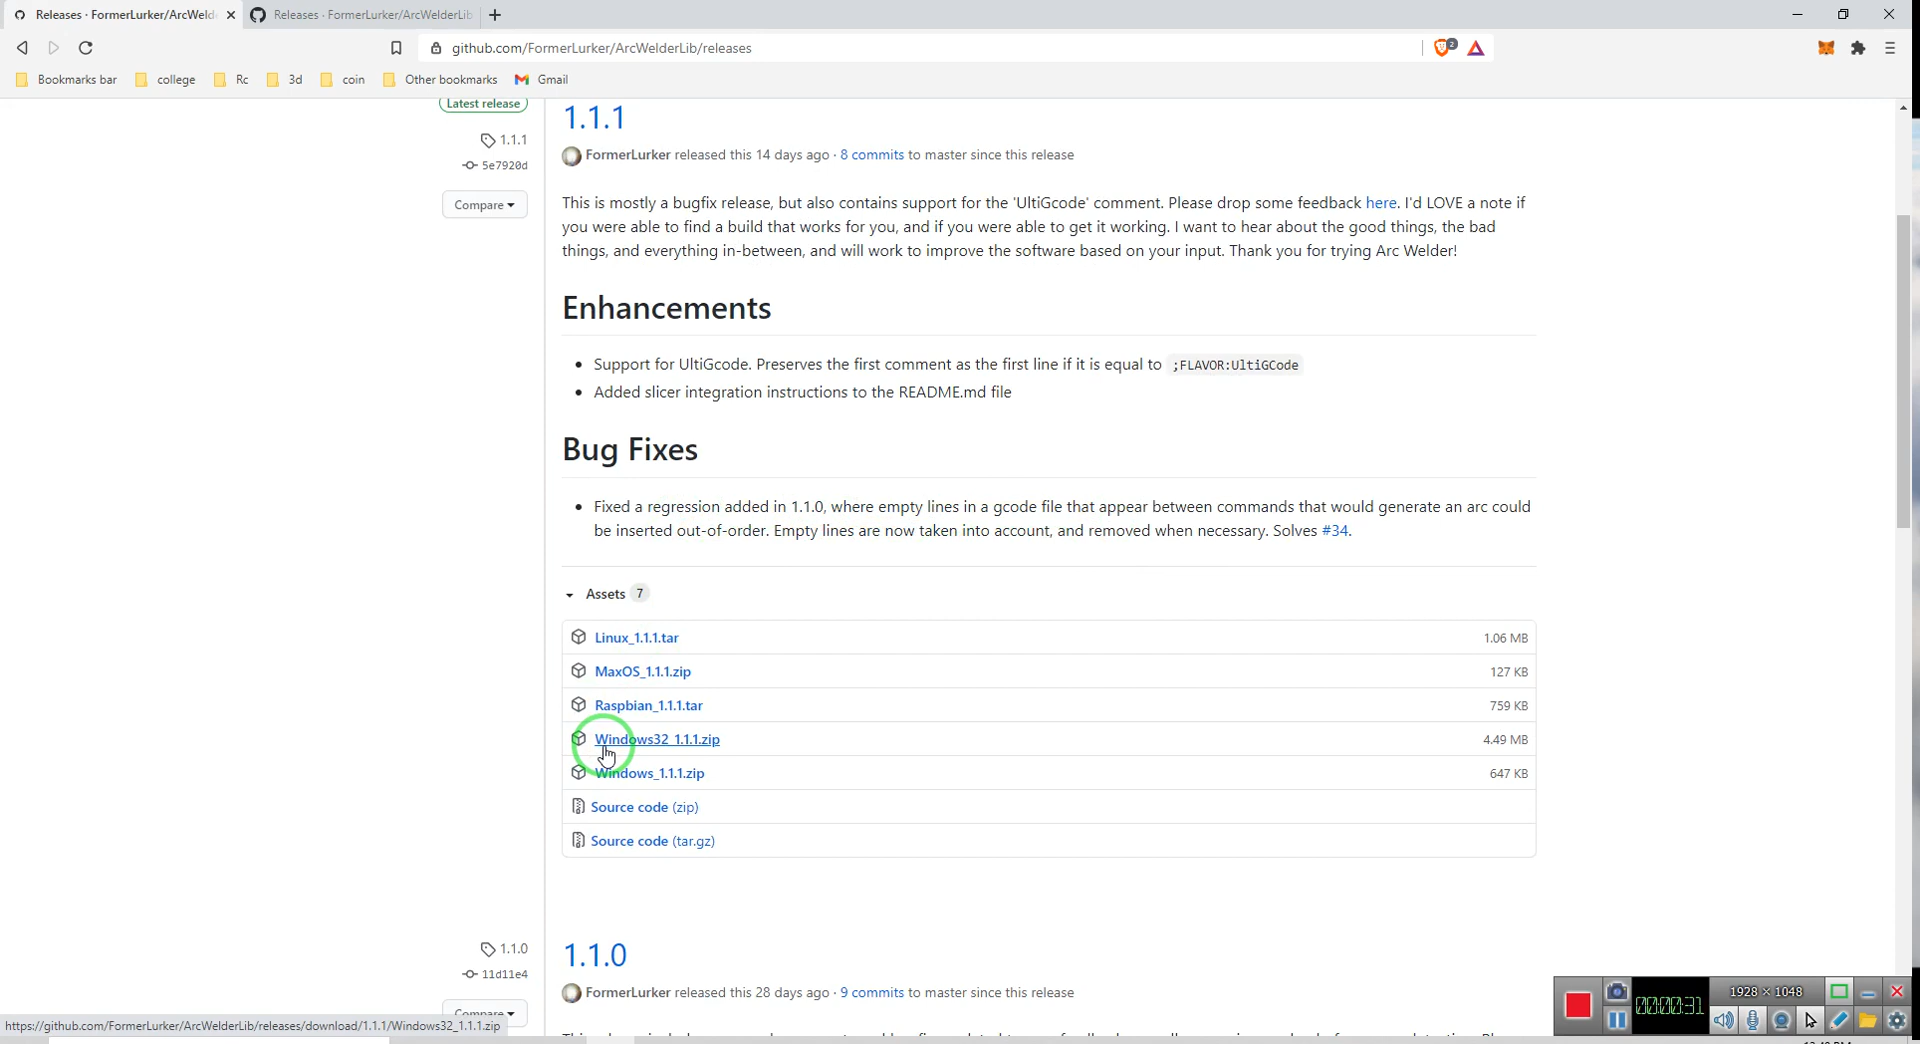 Releases · FormerLurker/ArcWeld
Releases · FormerLurker/ArcWelderLib
github.com/FormerLurker/ArcWelderLib/releases
2
Bookmarks bar
college
Rc
3d
coin
Other bookmarks
Gmail
Latest release
1.1.1
5e7920d
Compare
1.1.1
FormerLurker released this 14 days ago · 8 commits to master since this release
This is mostly a bugfix release, but also contains support for the 'UltiGcode' comment. Please drop some feedback here. I'd LOVE a note if
you were able to find a build that works for you, and if you were able to get it working. I want to hear about the good things, the bad
things, and everything in-between, and will work to improve the software based on your input. Thank you for trying Arc Welder!
Enhancements
Support for UltiGcode. Preserves the first comment as the first line if it is equal to ;FLAVOR:UltiGCode
Added slicer integration instructions to the README.md file
Bug Fixes
Fixed a regression added in 1.1.0, where empty lines in a gcode file that appear between commands that would generate an arc could
be inserted out-of-order. Empty lines are now taken into account, and removed when necessary. Solves #34.
Assets 7
Linux_1.1.1.tar 1.06 MB
MaxOS_1.1.1.zip 127 KB
Raspbian_1.1.1.tar 759 KB
Windows32_1.1.1.zip 4.49 MB
Windows_1.1.1.zip 647 KB
Source code (zip)
Source code (tar.gz)
1.1.0
11d11e4
Compare
1.1.0
FormerLurker released this 28 days ago · 9 commits to master since this release
https://github.com/FormerLurker/ArcWelderLib/releases/download/1.1.1/Windows32_1.1.1.zip
1928 × 1048
00:00:31